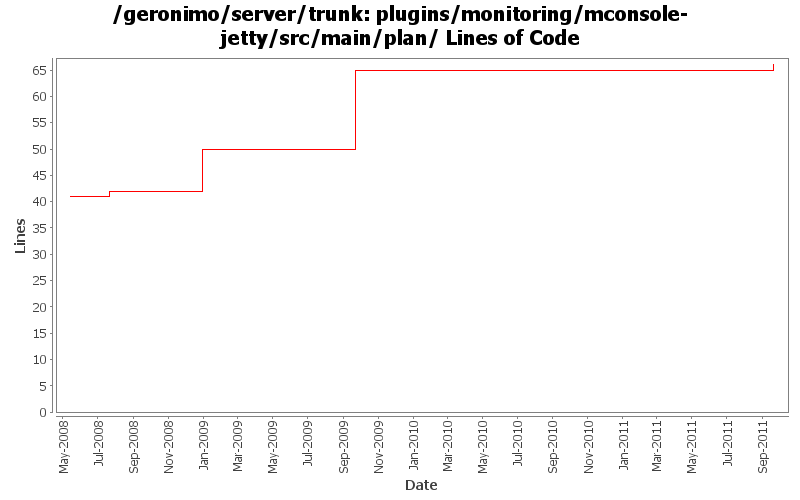 /geronimo/server/trunk: plugins/monitoring/mconsole-
jetty/src/main/plan/ Lines of Code
65
60
55
50
45
40
35
30
25
20
15
10
5
0
Lines
May-2008
Jul-2008
Sep-2008
Nov-2008
Jan-2009
Mar-2009
Jul-2009
Sep-2009
Nov-2009
Jan-2010
Mar-2010
May-2010
Jul-2010
Sep-2010
Nov-2010
Jan-2011
Mar-2011
May-2011
Jul-2011
Sep-2011
Date